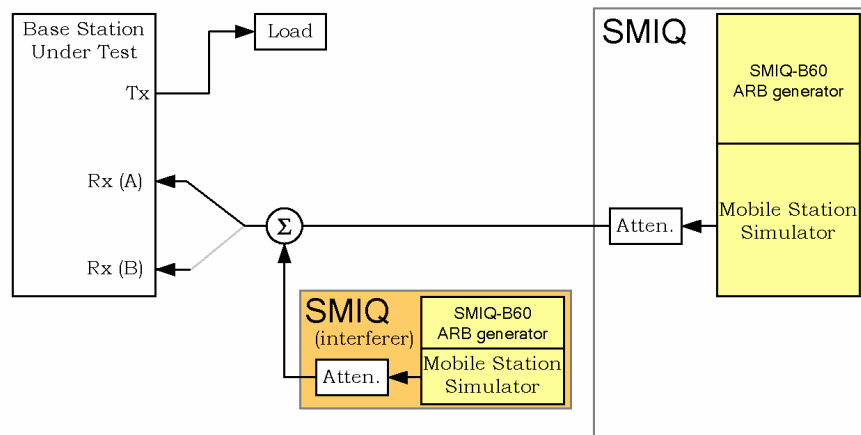 Base Station
Under Test
Tx
Rx (A)
Rx (B)
Load
Σ
SMIQ
SMIQ-B60
ARB generator
Atten.
Mobile Station
Simulator
SMIQ
(interferer)
SMIQ-B60
ARB generator
Atten.
Mobile Station
Simulator